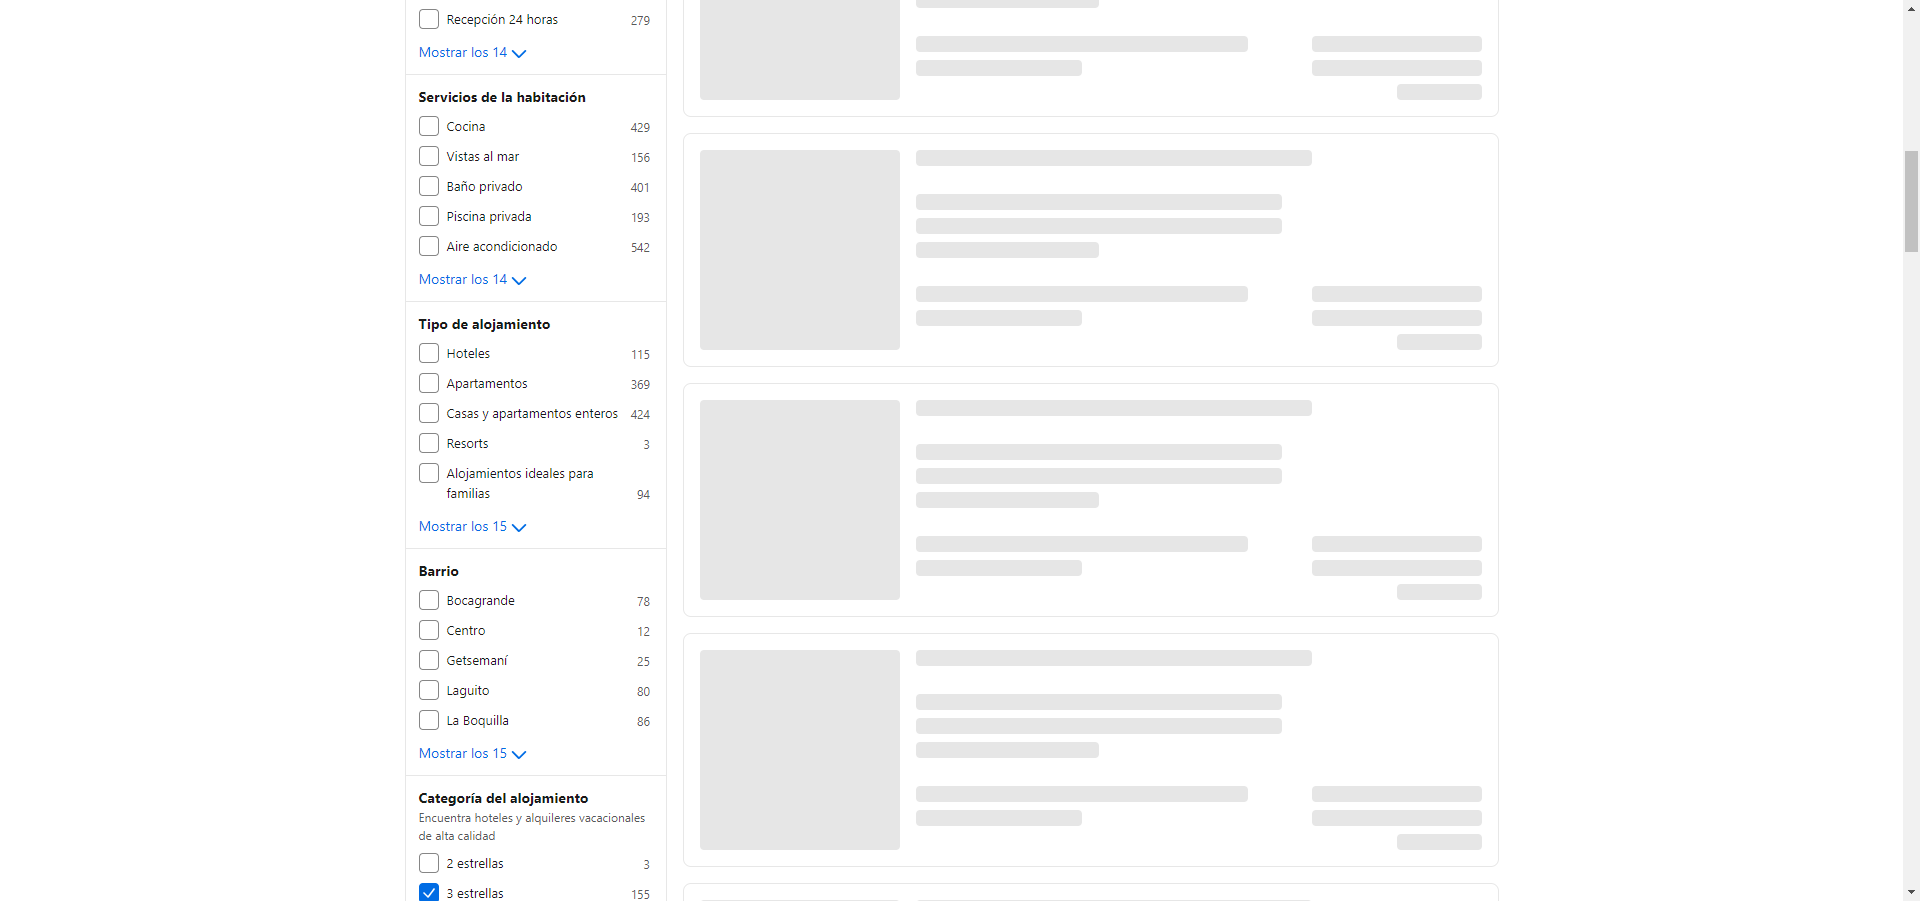 Recepción 24 horas 279
Mostrar los 14
Servicios de la habitación
Cocina 429
Vistas al mar 156
Baño privado 401
Piscina privada 193
Aire acondicionado 542
Mostrar los 14
Tipo de alojamiento
Hoteles 115
Apartamentos 369
Casas y apartamentos enteros 424
Resorts 3
Alojamientos ideales para
familias 94
Mostrar los 15
Barrio
Bocagrande 78
Centro 12
Getsemaní 25
Laguito 80
La Boquilla 86
Mostrar los 15
Categoría del alojamiento
Encuentra hoteles y alquileres vacacionales
de alta calidad
2 estrellas 3
3 estrellas 155